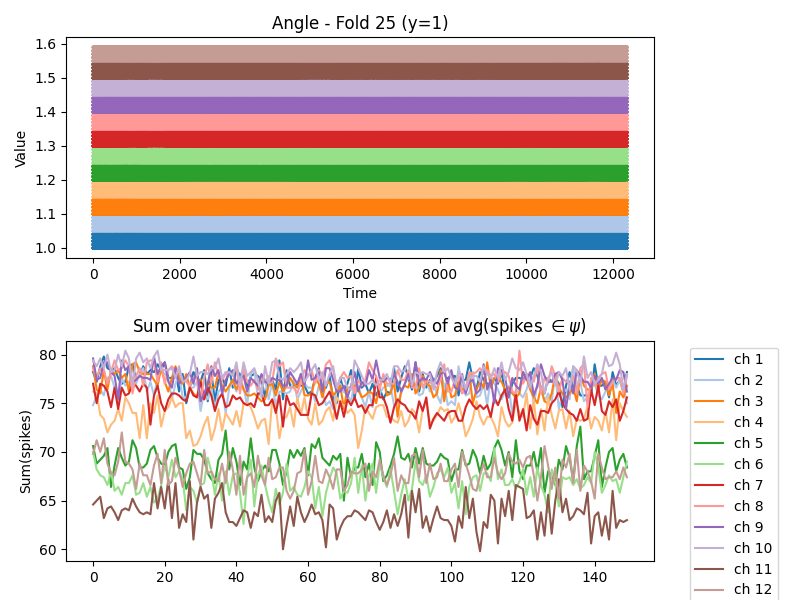 Angle - Fold 25 (y=1)
Value
1.6
1.5
1.4
1.3
1.2
1.1
1.0
0 2000 4000 6000 8000 10000 12000
Time
Sum over timewindow of 100 steps of avg(spikes ∈ ψ)
Sum(spikes)
80
75
70
65
60
0 20 40 60 80 100 120 140
ch 1
ch 2
ch 3
ch 4
ch 5
ch 6
ch 7
ch 8
ch 9
ch 10
ch 11
ch 12